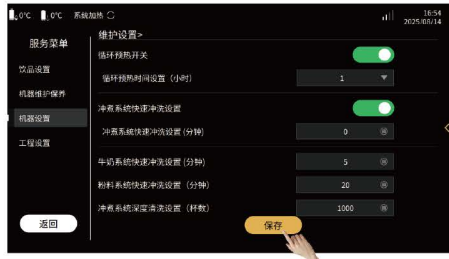 0℃ 0℃ 系统加热
16:54
2025/08/14
服务菜单
饮品设置
机器维护保养
机器设置
工程设置
返回
维护设置>
循环预热开关
循环预热时间设置（小时） 1
冲煮系统快速冲洗设置
冲煮系统快速冲洗设置(分钟) 0
牛奶系统快速冲洗设置(分钟) 5
粉料系统快速冲洗设置（分钟） 20
冲煮系统深度清洗设置（杯数） 1000
保存